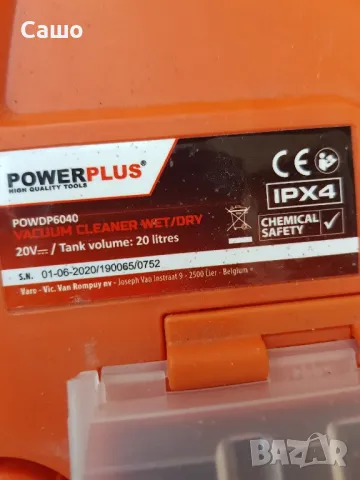 Сашо
POWERPLUS®
HIGH QUALITY TOOLS
POWDP6040
VACUUM CLEANER WET/DRY
20V⎓ / Tank volume: 20 litres
CE
IPX4
CHEMICAL SAFETY
S.N. 01-06-2020/190065/0752
Varo - Vic. Van Rompuy nv - Joseph Van Instraat 9 - 2500 Lier - Belgium
BAZAR